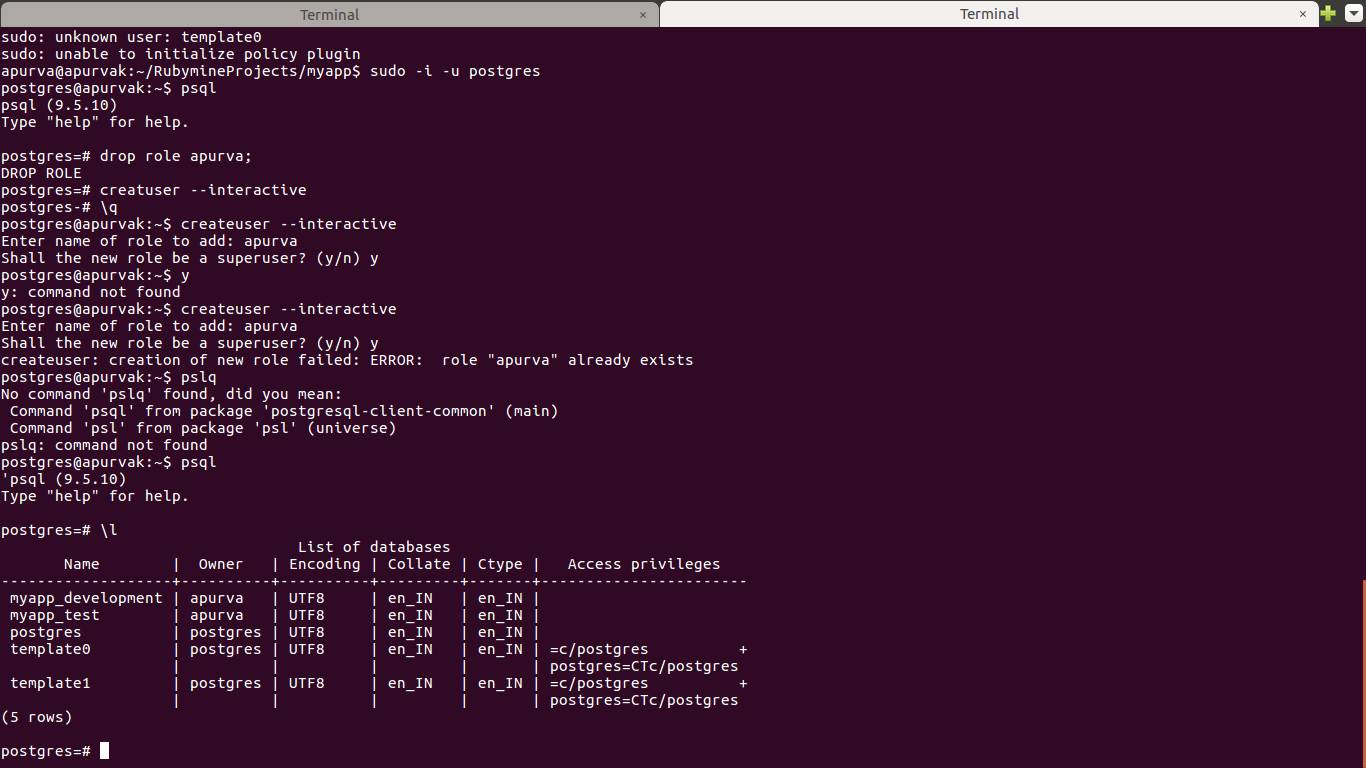 Terminal × Terminal ×
sudo: unknown user: template0
sudo: unable to initialize policy plugin
apurva@apurvak:~/RubymineProjects/myapp$ sudo -i -u postgres
postgres@apurvak:~$ psql
psql (9.5.10)
Type "help" for help.
postgres=# drop role apurva;
DROP ROLE
postgres=# creatuser --interactive
postgres-# \q
postgres@apurvak:~$ createuser --interactive
Enter name of role to add: apurva
Shall the new role be a superuser? (y/n) y
postgres@apurvak:~$ y
y: command not found
postgres@apurvak:~$ createuser --interactive
Enter name of role to add: apurva
Shall the new role be a superuser? (y/n) y
createuser: creation of new role failed: ERROR:  role "apurva" already exists
postgres@apurvak:~$ pslq
No command 'pslq' found, did you mean:
 Command 'psql' from package 'postgresql-client-common' (main)
 Command 'psl' from package 'psl' (universe)
pslq: command not found
postgres@apurvak:~$ psql
'psql (9.5.10)
Type "help" for help.
postgres=# \l
                                 List of databases
       Name        |  Owner   | Encoding | Collate | Ctype |   Access privileges
-------------------+----------+----------+---------+-------+-----------------------
 myapp_development | apurva   | UTF8     | en_IN   | en_IN |
 myapp_test        | apurva   | UTF8     | en_IN   | en_IN |
 postgres          | postgres | UTF8     | en_IN   | en_IN |
 template0         | postgres | UTF8     | en_IN   | en_IN | =c/postgres          +
                   |          |          |         |       | postgres=CTc/postgres
 template1         | postgres | UTF8     | en_IN   | en_IN | =c/postgres          +
                   |          |          |         |       | postgres=CTc/postgres
(5 rows)
postgres=#